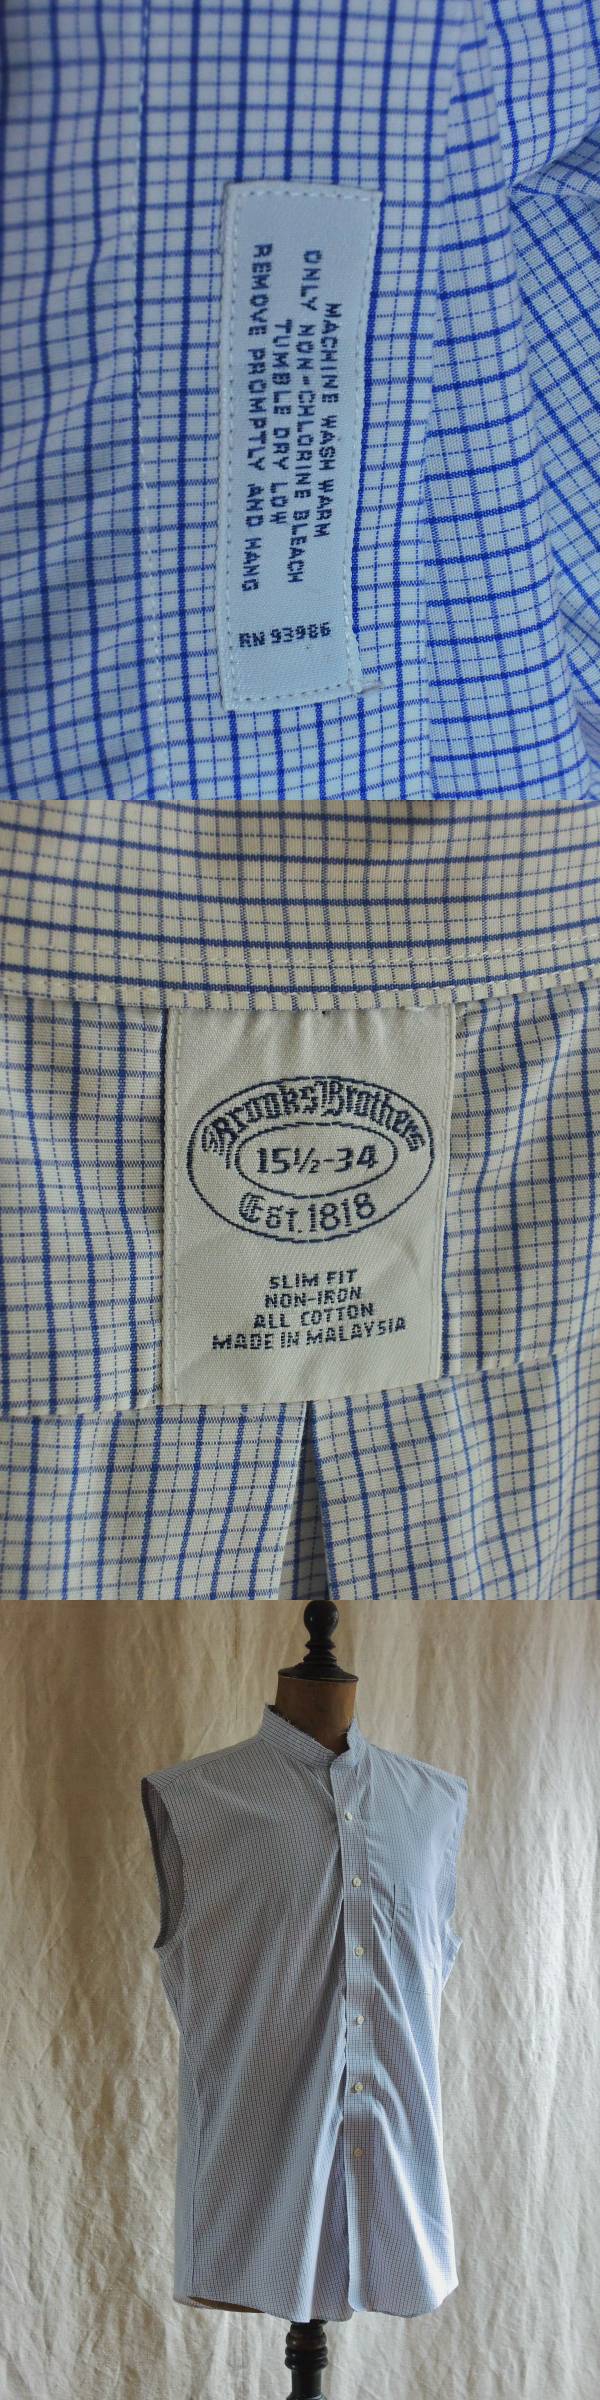 MACHINE WASH WARM
ONLY NON-CHLORINE BLEACH
TUMBLE DRY LOW
REMOVE PROMPTLY AND HANG
RN 93986
Brooks Brothers
15½-34
Est. 1818
SLIM FIT
NON-IRON
ALL COTTON
MADE IN MALAYSIA